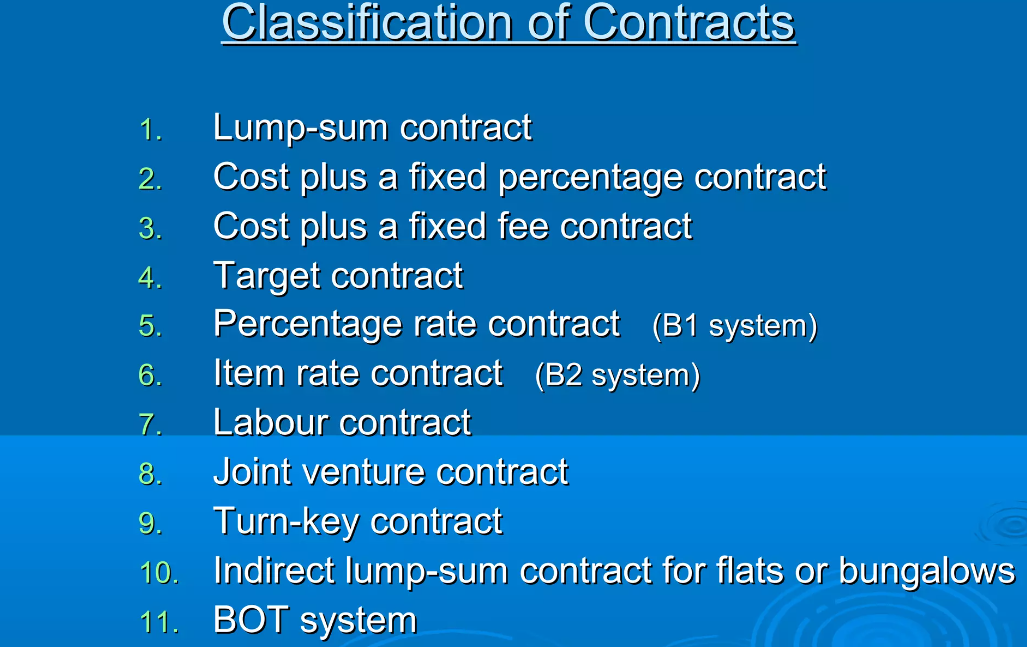 Classification of Contracts
1. Lump-sum contract
2. Cost plus a fixed percentage contract
3. Cost plus a fixed fee contract
4. Target contract
5. Percentage rate contract (B1 system)
6. Item rate contract (B2 system)
7. Labour contract
8. Joint venture contract
9. Turn-key contract
10. Indirect lump-sum contract for flats or bungalows
11. BOT system